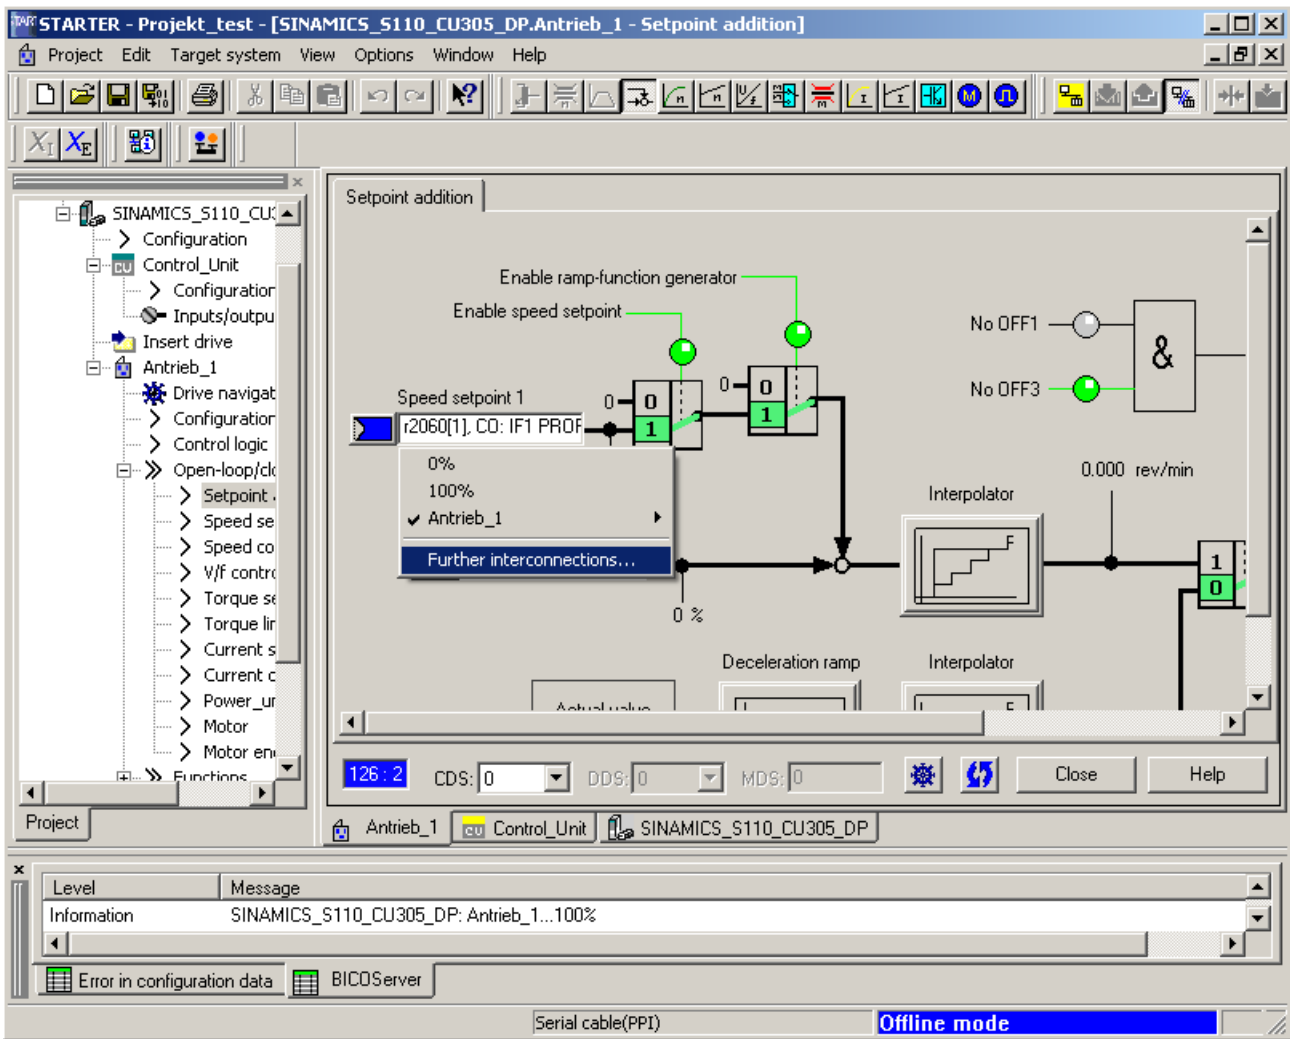 STARTER - Projekt_test - [SINAMICS_S110_CU305_DP.Antrieb_1 - Setpoint addition]
Project Edit Target system View Options Window Help
SINAMICS_S110_CU
Configuration
Control_Unit
Configuration
Inputs/outpu
Insert drive
Antrieb_1
Drive navigat
Configuration
Control logic
Open-loop/clo
Setpoint
Speed se
Speed co
V/f contro
Torque se
Torque lir
Current s
Current c
Power_un
Motor
Motor en
Functions
Project
Setpoint addition
Enable ramp-function generator
Enable speed setpoint
No OFF1
&
No OFF3
Speed setpoint 1
0 0 1
0 0 1
r2060[1], CO: IF1 PROF
0%
100%
Antrieb_1
Further interconnections...
0 %
0.000 rev/min
Interpolator
F
1
0
Deceleration ramp
Interpolator
Actual value
F
126 : 2 CDS: 0 DDS: 0 MDS: 0 Close Help
Antrieb_1 Control_Unit SINAMICS_S110_CU305_DP
Level Message
Information SINAMICS_S110_CU305_DP: Antrieb_1...100%
Error in configuration data BICOServer
Serial cable(PPI) Offline mode